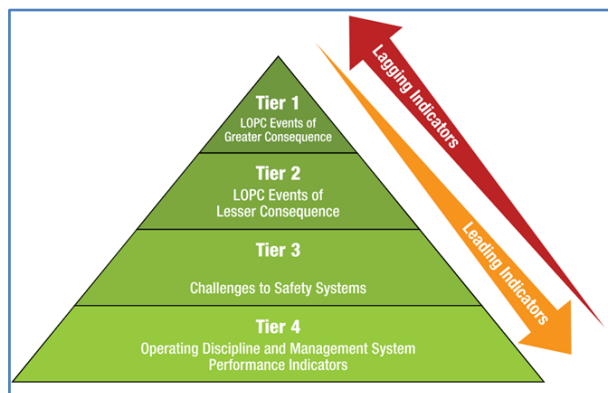 Tier 1
LOPC Events of
Greater Consequence
Tier 2
LOPC Events of
Lesser Consequence
Tier 3
Challenges to Safety Systems
Tier 4
Operating Discipline and Management System
Performance Indicators
Lagging Indicators
Leading Indicators